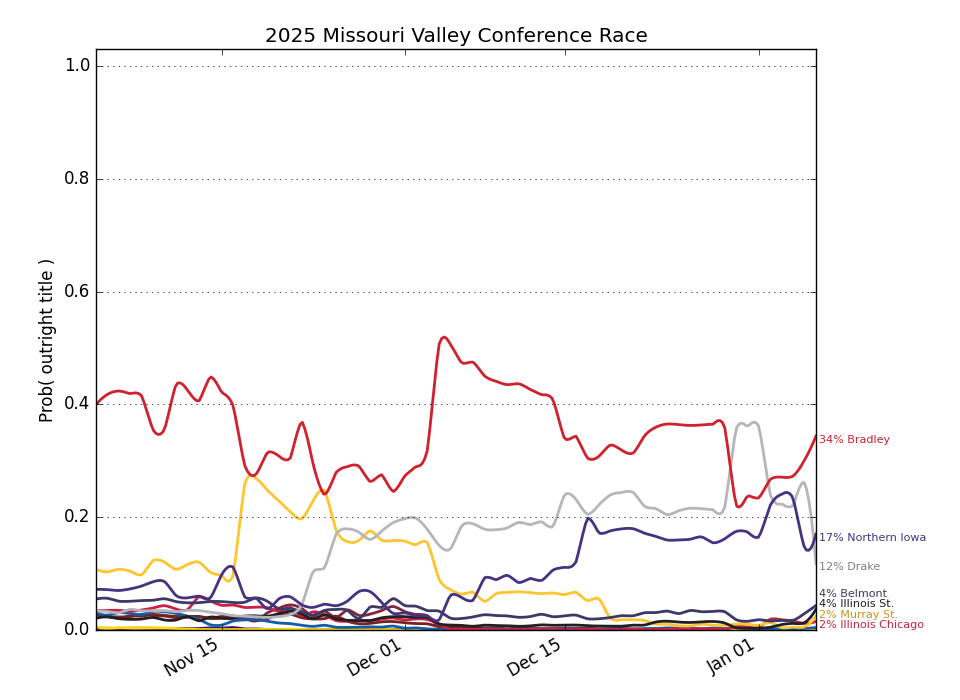 2025 Missouri Valley Conference Race
1.0
0.8
0.6
0.4
0.2
0.0
Prob( outright title )
Nov 15
Dec 01
Dec 15
Jan 01
34% Bradley
17% Northern Iowa
12% Drake
4% Belmont
4% Illinois St.
2% Murray St.
2% Illinois Chicago